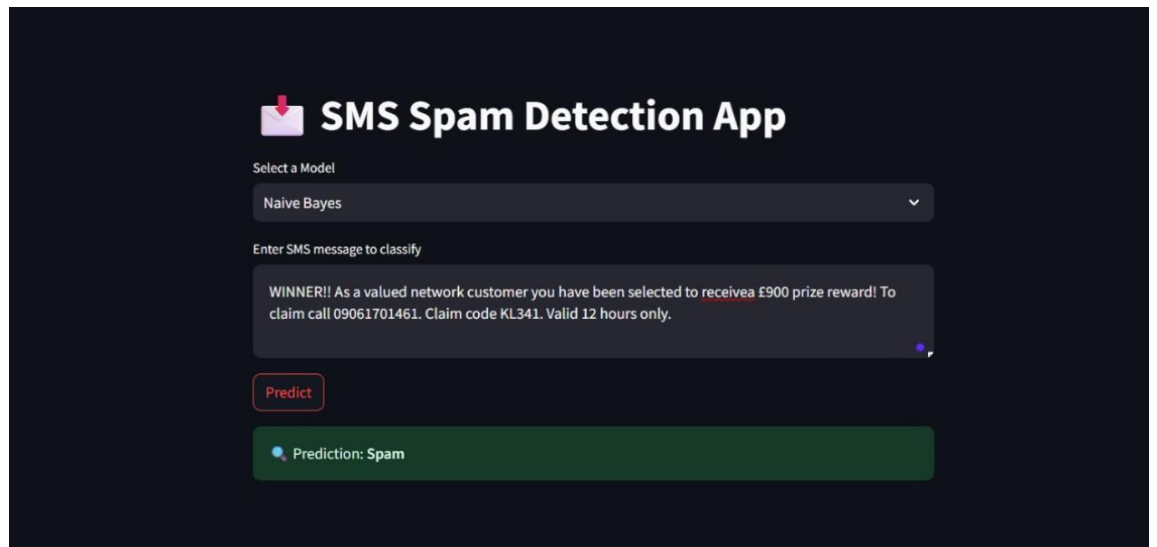 SMS Spam Detection App
Select a Model
Naive Bayes
Enter SMS message to classify
WINNER!! As a valued network customer you have been selected to receivea £900 prize reward! To
claim call 09061701461. Claim code KL341. Valid 12 hours only.
Predict
Prediction: Spam